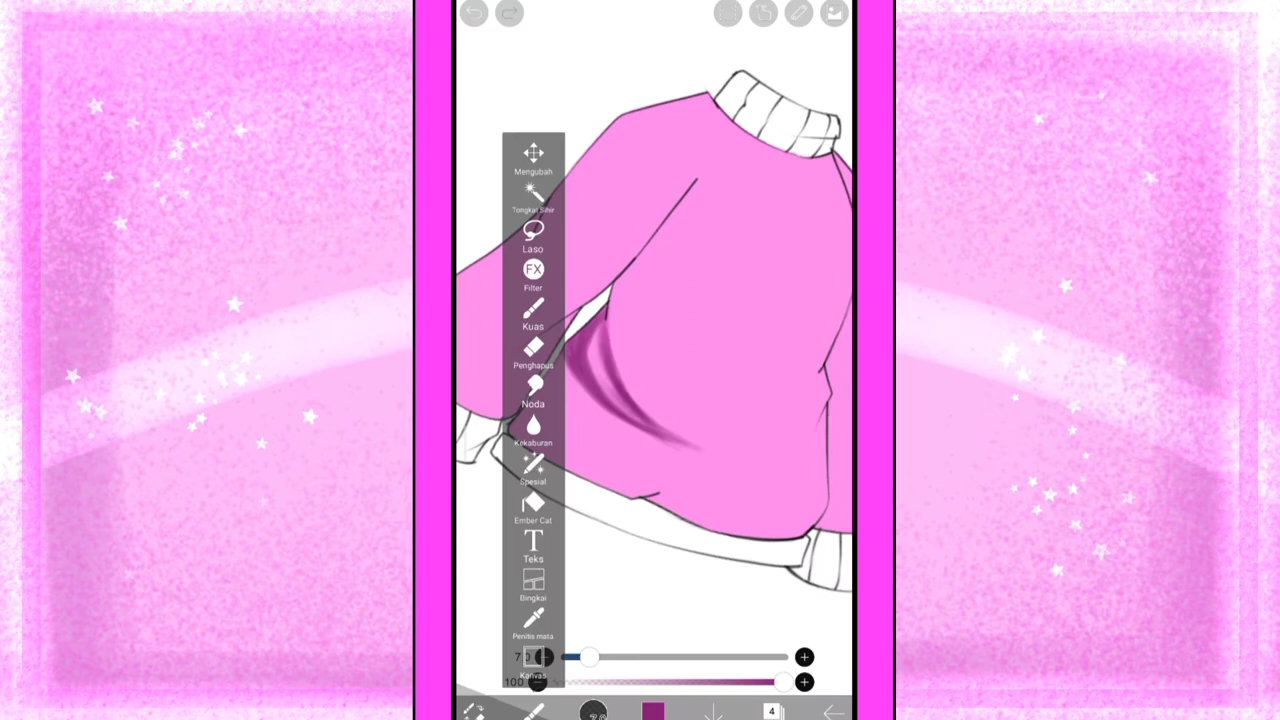 Mengubah
Tongkat Sihir
Laso
FX
Filter
Kuas
Penghapus
Noda
Kekaburan
Spesial
Ember Cat
T
Teks
Bingkai
Penitis mata
Kanvas
100
4